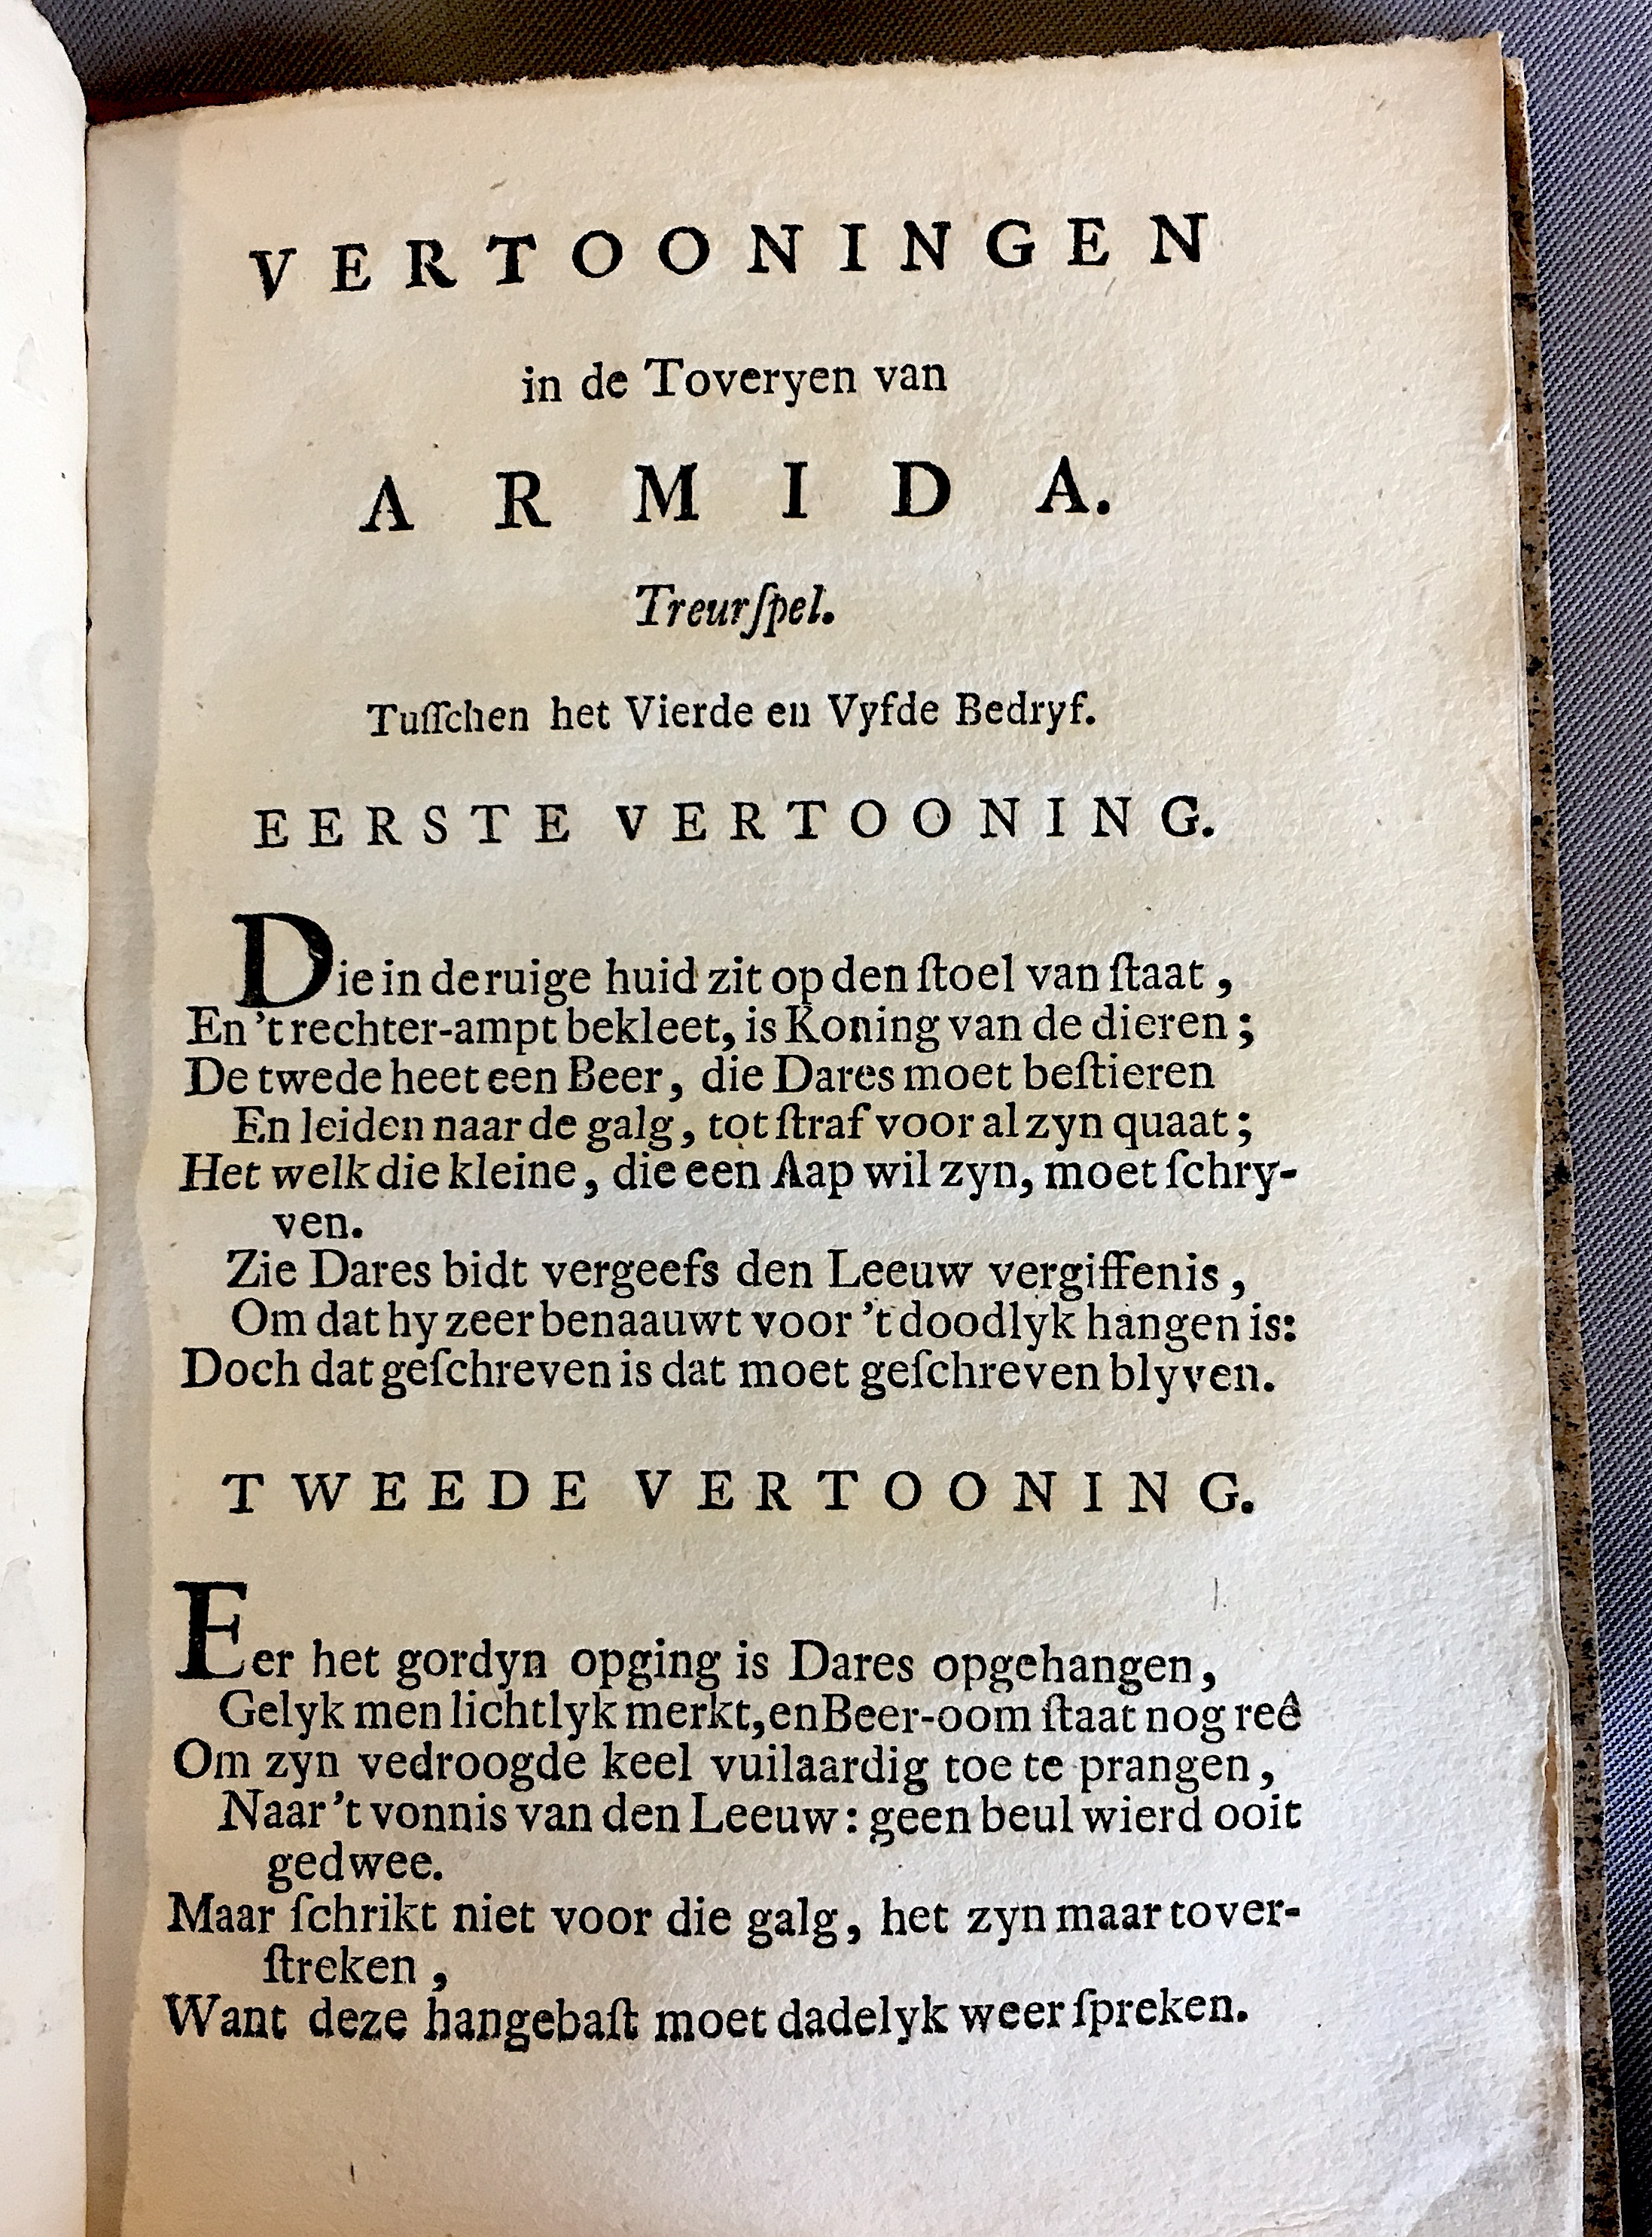 VERTOONINGEN
in de Toveryen van
ARMIDA.
Treurſpel.
Tuſſchen het Vierde en Vyfde Bedryf.
EERSTE VERTOONING.
Die in de ruige huid zit op den ſtoel van ſtaat,
En 't rechter-ampt bekleet, is Koning van de dieren;
De twede heet een Beer, die Dares moet beſtieren
En leiden naar de galg, tot ſtraf voor al zyn quaat;
Het welk die kleine, die een Aap wil zyn, moet ſchry-
ven.
Zie Dares bidt vergeefs den Leeuw vergiffenis,
Om dat hy zeer benaauwt voor 't doodlyk hangen is:
Doch dat geſchreven is dat moet geſchreven blyven.
TWEEDE VERTOONING.
Eer het gordyn opging is Dares opgehangen,
Gelyk men lichtlyk merkt, en Beer-oom ſtaat nog reê
Om zyn vedroogde keel vuilaardig toe te prangen,
Naar 't vonnis van den Leeuw: geen beul wierd ooit
gedwee.
Maar ſchrikt niet voor die galg, het zyn maar tover-
ſtreken,
Want deze hangebaſt moet dadelyk weer ſpreken.